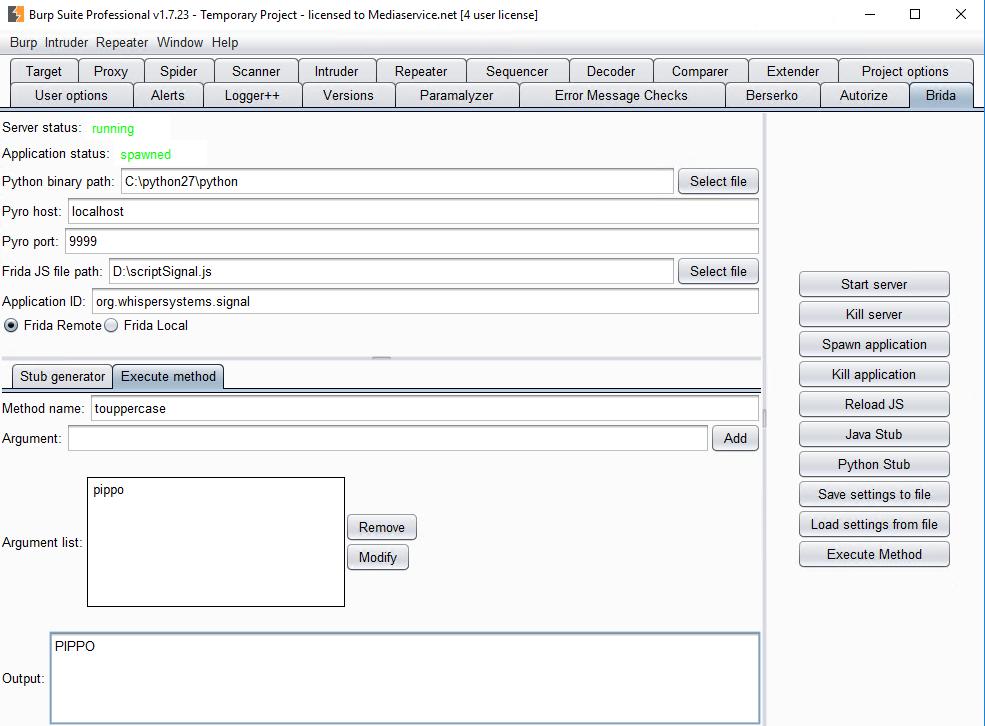 Burp Suite Professional v1.7.23 - Temporary Project - licensed to Mediaservice.net [4 user license]
Burp Intruder Repeater Window Help
Target Proxy Spider Scanner Intruder Repeater Sequencer Decoder Comparer Extender Project options
User options Alerts Logger++ Versions Paramalyzer Error Message Checks Berserko Autorize Brida
Server status: running
Application status: spawned
Python binary path: C:\python27\python Select file
Pyro host: localhost
Pyro port: 9999
Frida JS file path: D:\scriptSignal.js Select file
Application ID: org.whispersystems.signal
Frida Remote Frida Local
Stub generator Execute method
Method name: touppercase
Argument: Add
Argument list: pippo
Remove
Modify
Output: PIPPO
Start server
Kill server
Spawn application
Kill application
Reload JS
Java Stub
Python Stub
Save settings to file
Load settings from file
Execute Method